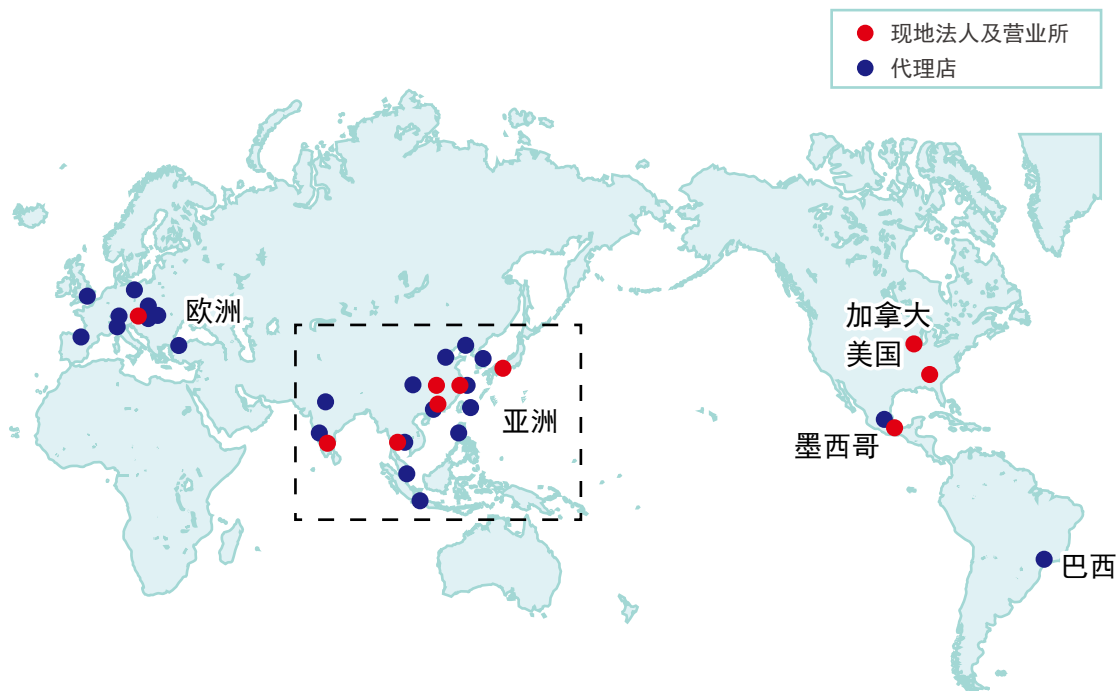 现地法人及营业所
代理店
欧洲
加拿大
美国
亚洲
墨西哥
巴西